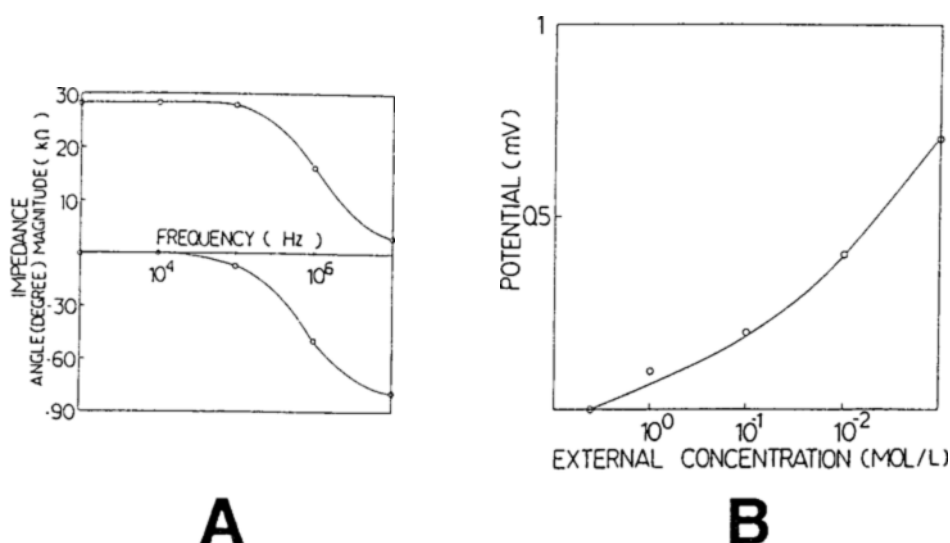 30
20
10
IMPEDANCE
ANGLE(DEGREE) MAGNITUDE(kΩ)
FREQUENCY ( Hz )
10⁴
10⁶
-30
-60
-90
A
1
0.5
POTENTIAL (mV)
10⁰
10⁻¹
10⁻²
EXTERNAL CONCENTRATION (MOL/L)
B